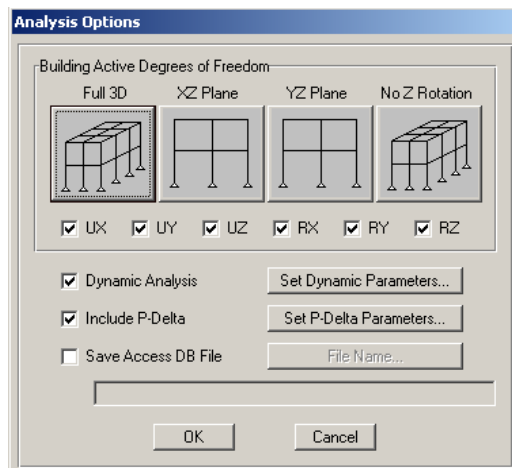 Analysis Options
Building Active Degrees of Freedom
Full 3D XZ Plane YZ Plane No Z Rotation
UX UY UZ RX RY RZ
Dynamic Analysis Set Dynamic Parameters...
Include P-Delta Set P-Delta Parameters...
Save Access DB File File Name...
OK Cancel